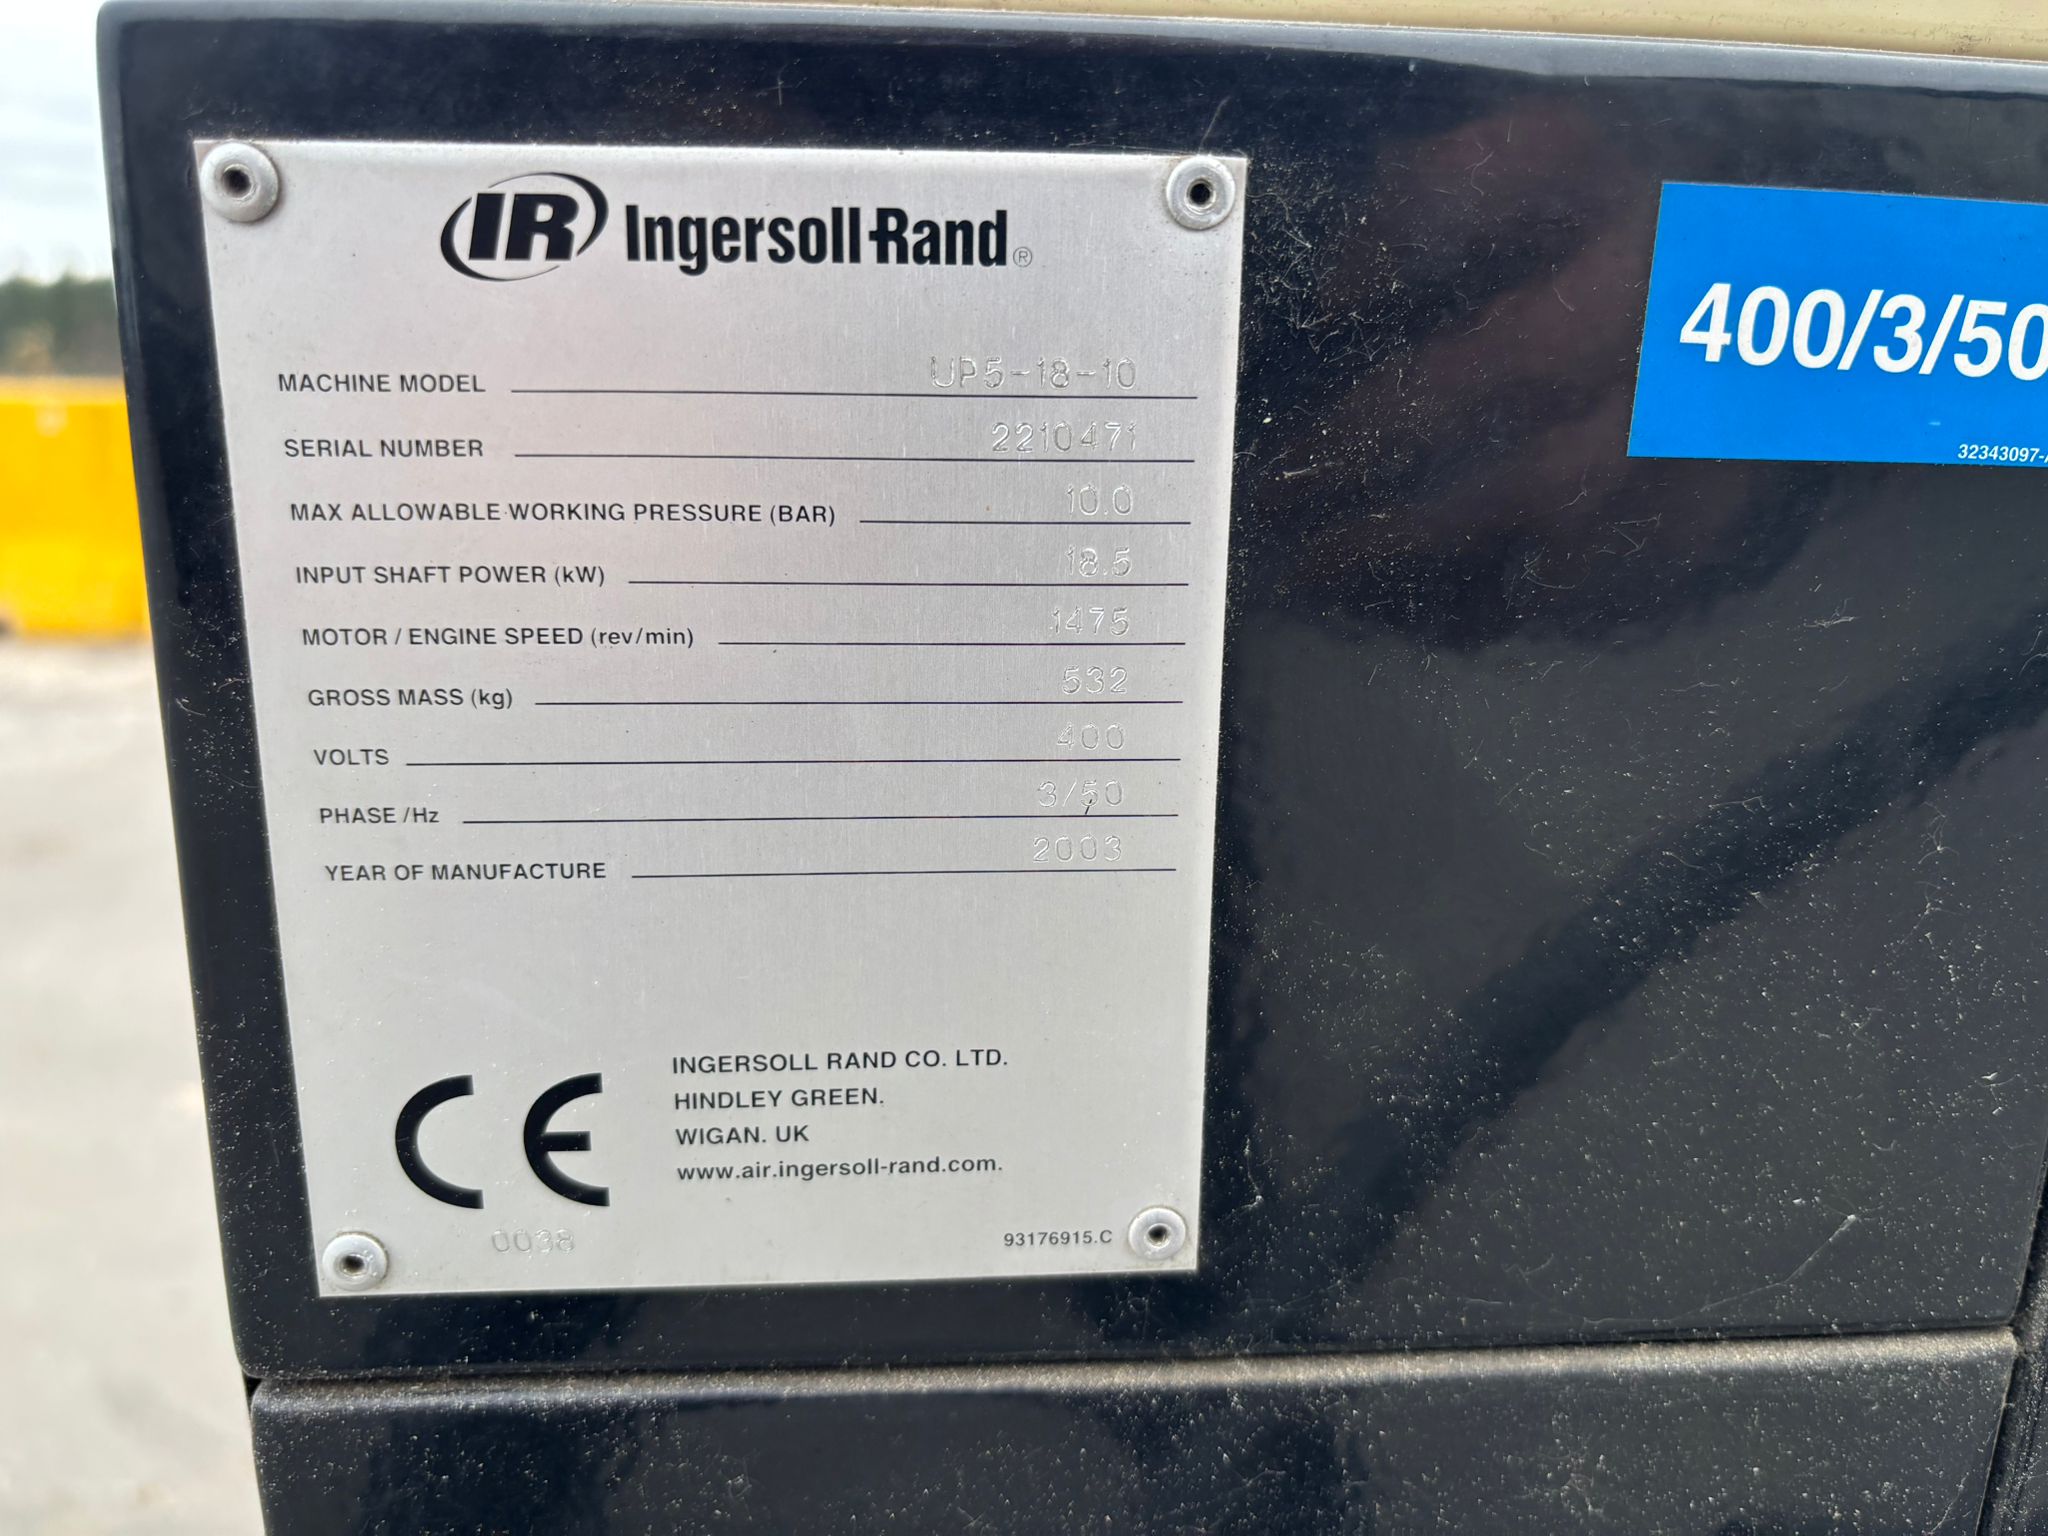 IR Ingersoll-Rand®
MACHINE MODEL UP5-18-10
SERIAL NUMBER 2210471
MAX ALLOWABLE WORKING PRESSURE (BAR) 10.0
INPUT SHAFT POWER (kW) 18.5
MOTOR / ENGINE SPEED (rev/min) 1475
GROSS MASS (kg) 532
VOLTS 400
PHASE /Hz 3/50
YEAR OF MANUFACTURE 2003
CE
0038
INGERSOLL RAND CO. LTD.
HINDLEY GREEN.
WIGAN. UK
www.air.ingersoll-rand.com.
93176915.C
400/3/50
32343097-